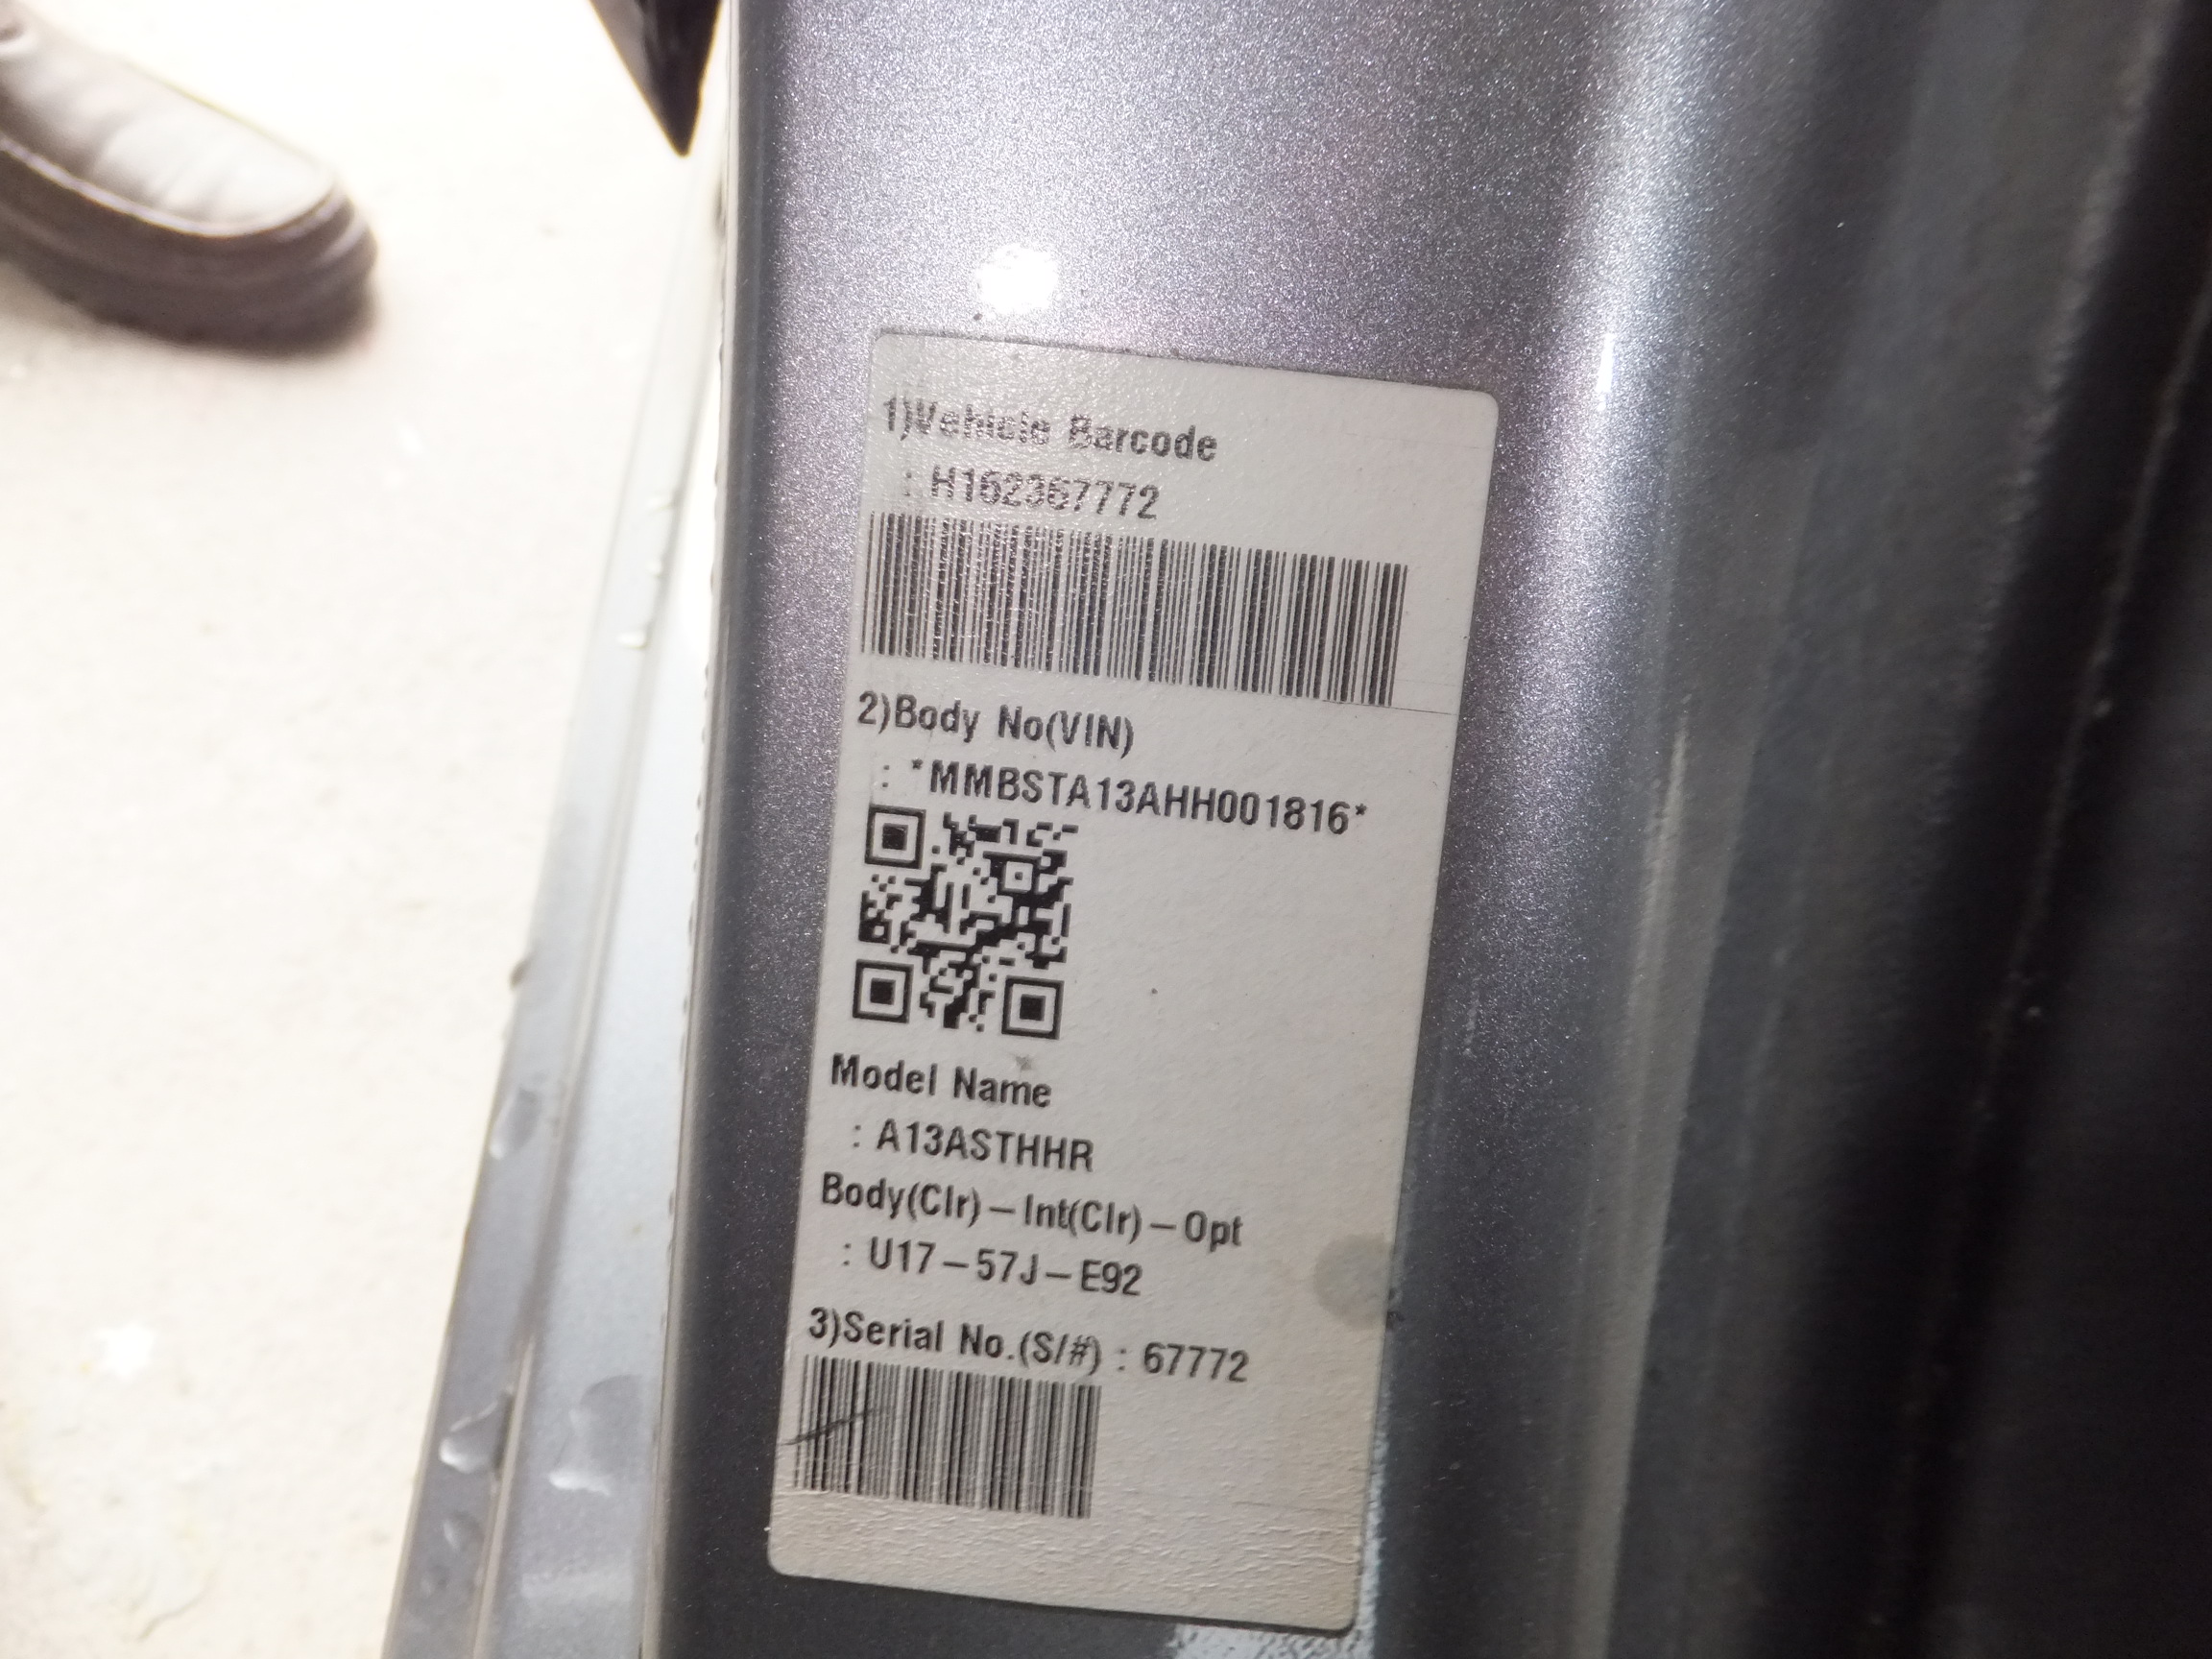 1)Vehicle Barcode
: H162367772
2)Body No(VIN)
: *MMBSTA13AHH001816*
Model Name
: A13ASTHHR
Body(Clr)－Int(Clr)－Opt
: U17－57J－E92
3)Serial No.(S/#) : 67772